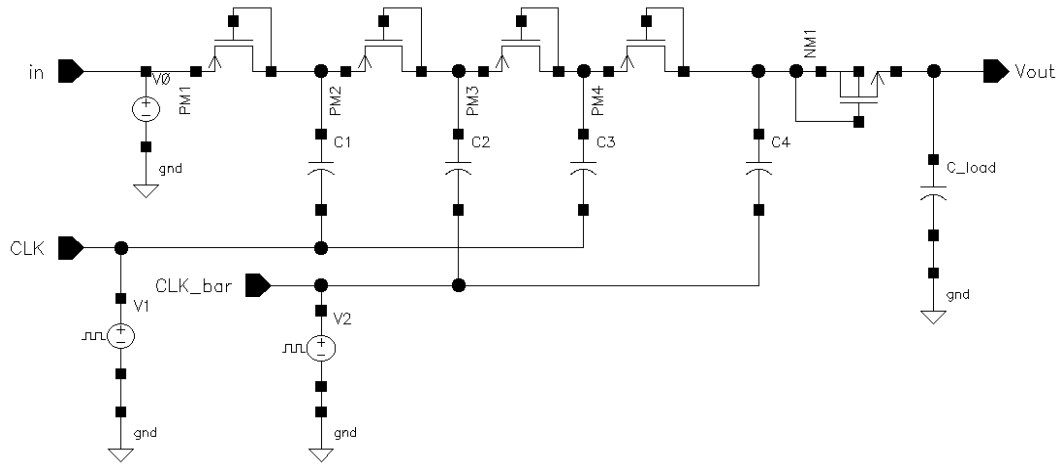 in
VØ
gnd
PM1
PM2
PM3
PM4
NM1
Vout
C1
C2
C3
C4
C_load
gnd
CLK
CLK_bar
V1
V2
gnd
gnd